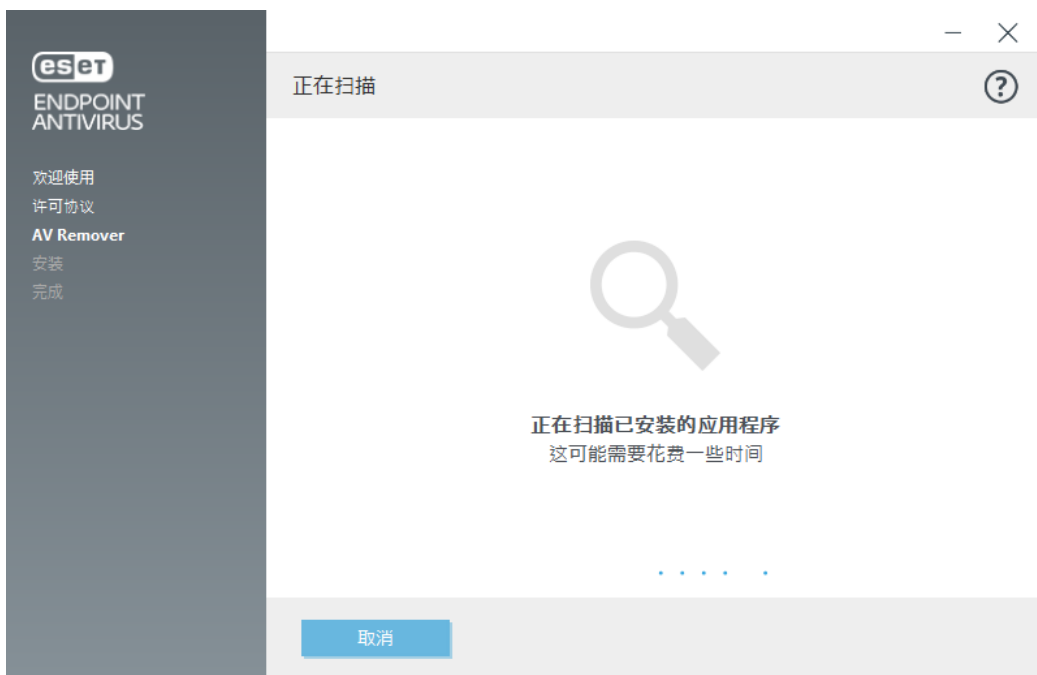 eset
ENDPOINT
ANTIVIRUS
欢迎使用
许可协议
AV Remover
安装
完成
正在扫描
?
正在扫描已安装的应用程序
这可能需要花费一些时间
取消